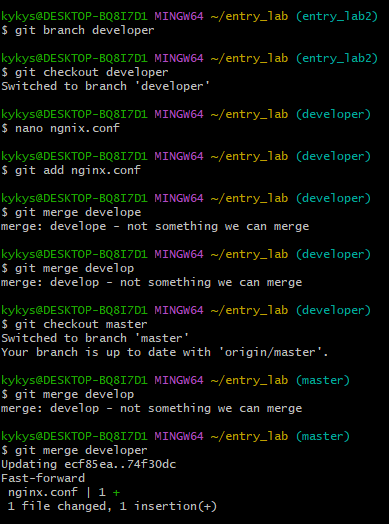 kykys@DESKTOP-BQ8I7D1 MINGW64 ~/entry_lab (entry_lab2)
$ git branch developer
kykys@DESKTOP-BQ8I7D1 MINGW64 ~/entry_lab (entry_lab2)
$ git checkout developer
Switched to branch 'developer'
kykys@DESKTOP-BQ8I7D1 MINGW64 ~/entry_lab (developer)
$ nano ngnix.conf
kykys@DESKTOP-BQ8I7D1 MINGW64 ~/entry_lab (developer)
$ git add nginx.conf
kykys@DESKTOP-BQ8I7D1 MINGW64 ~/entry_lab (developer)
$ git merge develope
merge: develope - not something we can merge
kykys@DESKTOP-BQ8I7D1 MINGW64 ~/entry_lab (developer)
$ git merge develop
merge: develop - not something we can merge
kykys@DESKTOP-BQ8I7D1 MINGW64 ~/entry_lab (developer)
$ git checkout master
Switched to branch 'master'
Your branch is up to date with 'origin/master'.
kykys@DESKTOP-BQ8I7D1 MINGW64 ~/entry_lab (master)
$ git merge develop
merge: develop - not something we can merge
kykys@DESKTOP-BQ8I7D1 MINGW64 ~/entry_lab (master)
$ git merge developer
Updating ecf85ea..74f30dc
Fast-forward
 nginx.conf | 1 +
 1 file changed, 1 insertion(+)